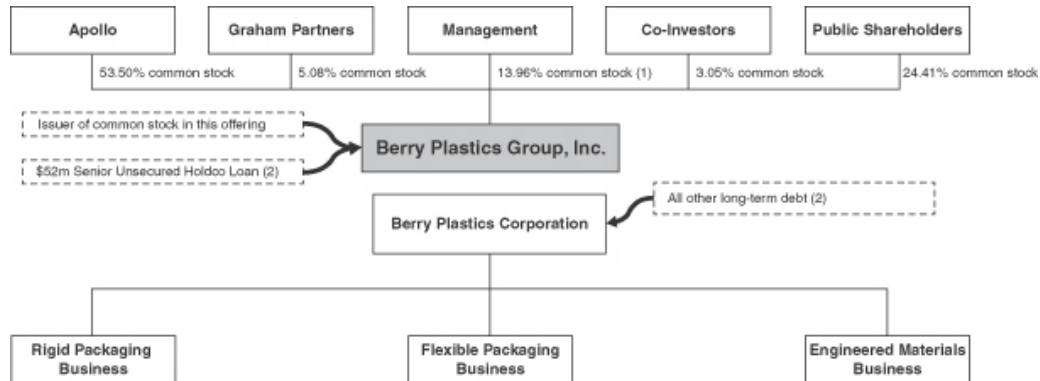 Apollo
Graham Partners
Management
Co-Investors
Public Shareholders
53.50% common stock
5.08% common stock
13.96% common stock (1)
3.05% common stock
24.41% common stock
Issuer of common stock in this offering
Berry Plastics Group, Inc.
$52m Senior Unsecured Holdco Loan (2)
All other long-term debt (2)
Berry Plastics Corporation
Rigid Packaging
Business
Flexible Packaging
Business
Engineered Materials
Business